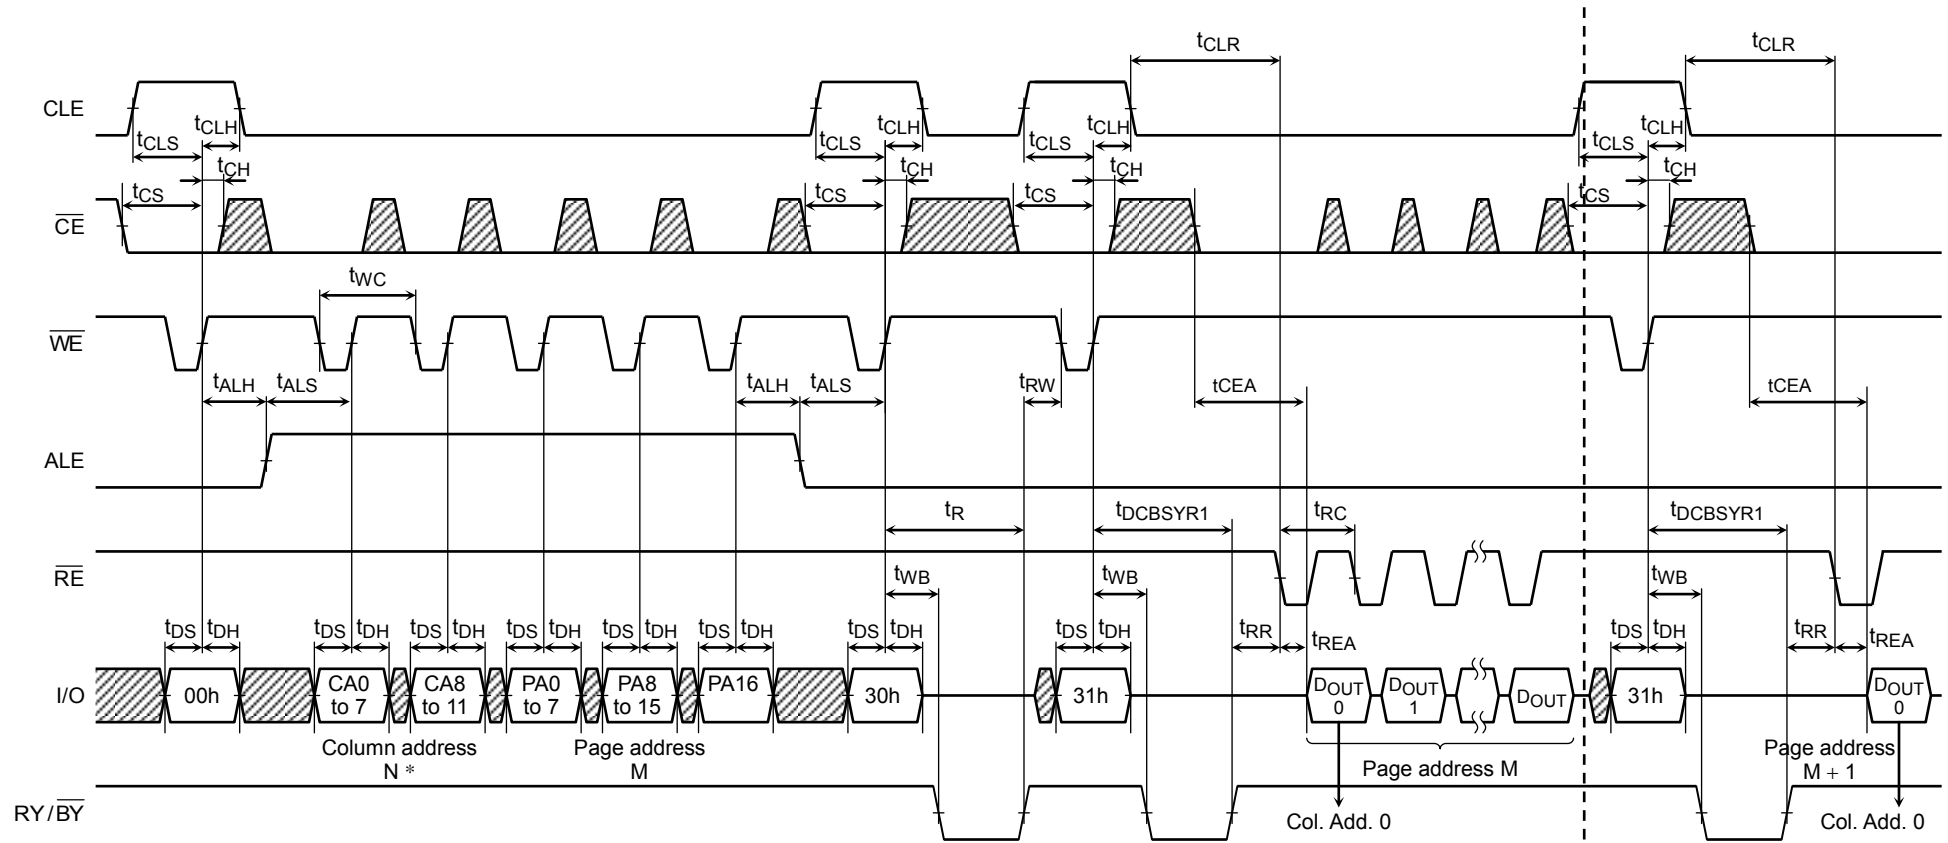 tCLR tCLR
CLE
tCLH tCLH tCLH tCLH
tCLS tCLS tCLS tCLS
tCH tCH tCH tCH
tCS tCS tCS tCS
CE
tWC
WE
tALH tALS tALH tALS tRW tCEA tCEA
ALE
tR tDCBSYR1 tRC tDCBSYR1
RE
tWB tWB tWB
tDS tDH tDS tDH tDS tDH tDS tDH tDS tDH tDS tDH tDS tDH tDS tDH tRR tREA tDS tDH tRR tREA
I/O
00h
CA0
to 7
CA8
to 11
PA0
to 7
PA8
to 15
PA16
30h
31h
DOUT
0
DOUT
1
DOUT
31h
DOUT
0
Column address
N *
Page address
M
Page address M
Page address
M + 1
RY/BY
Col. Add. 0
Col. Add. 0